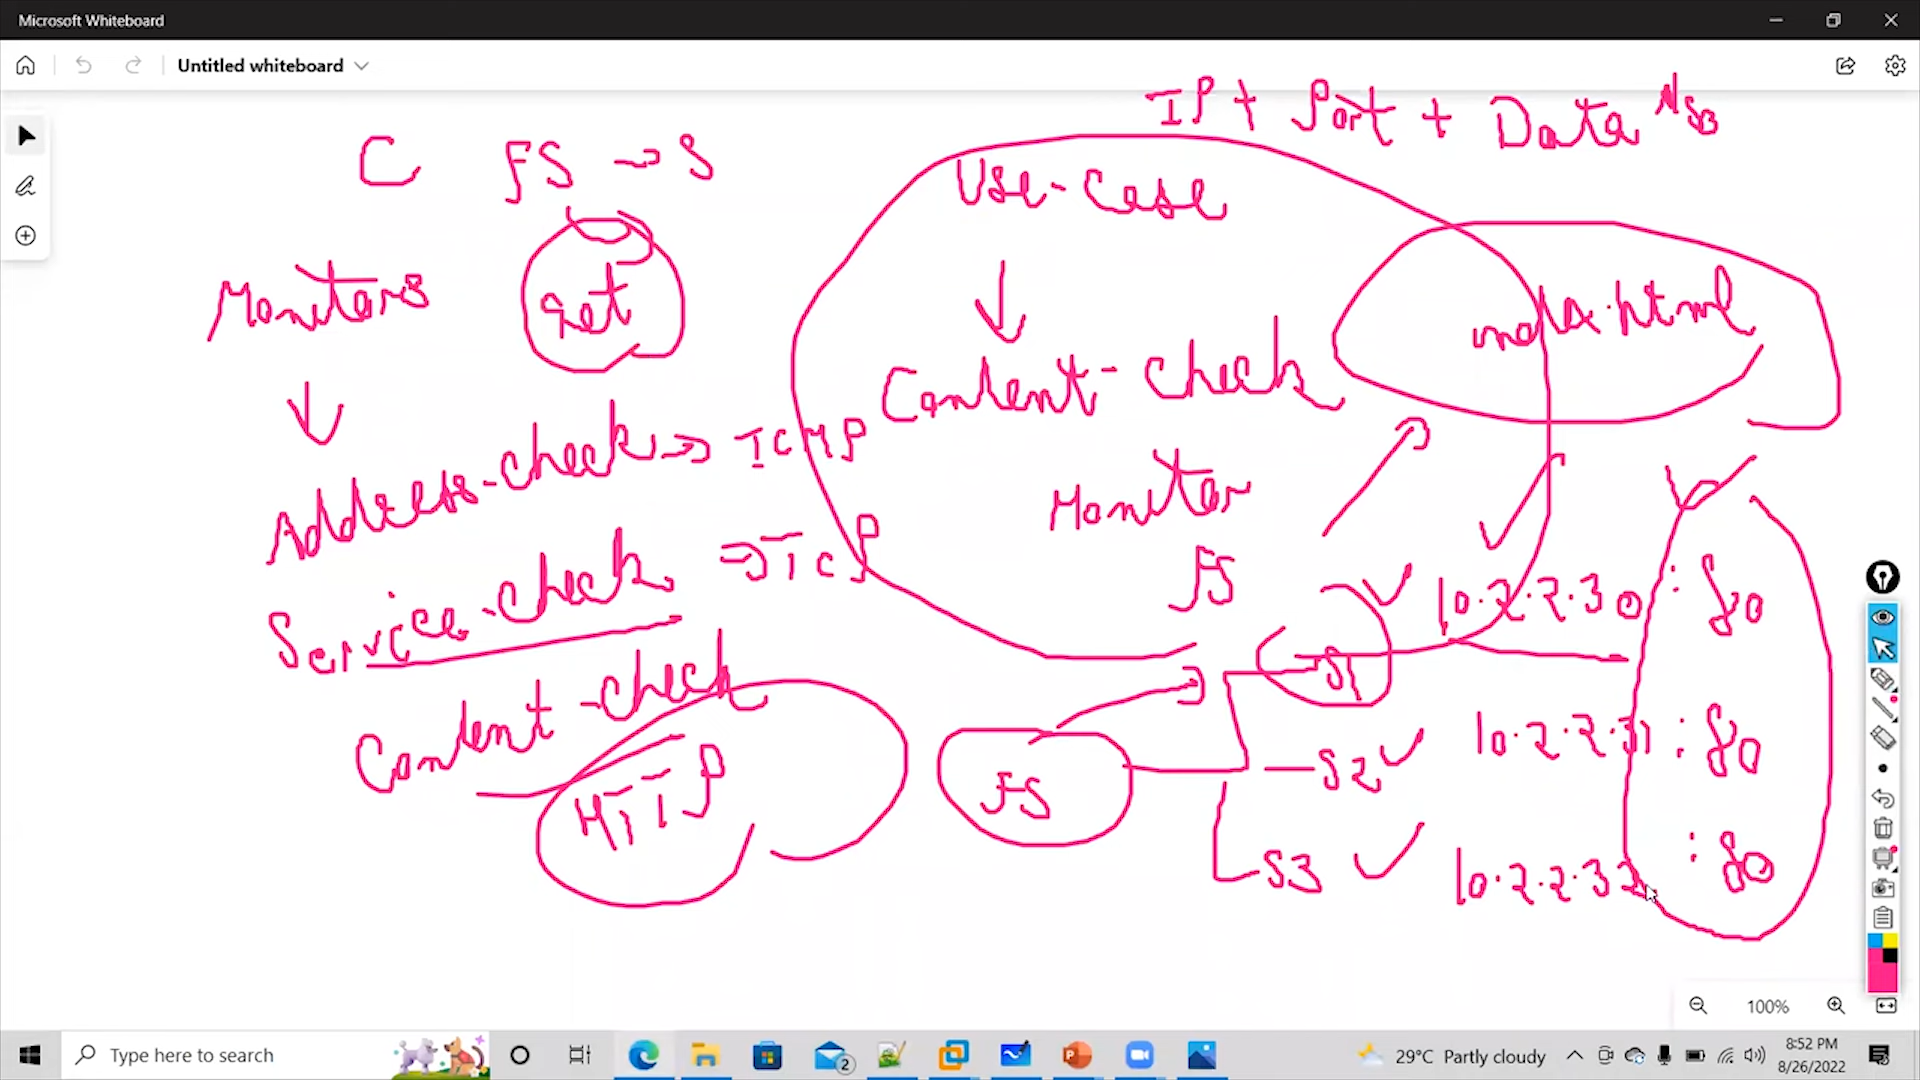 Microsoft Whiteboard
Untitled whiteboard
IP + Port + Data
C FS → S
Use-Case
Monitors
get
index.html
Content-check
Address-check → ICMP
Monitor
Service-check → TCP
FS
10.2.2.30 : 80
S1
Content-check
10.2.2.31 : 80
HTTP
FS
S2
S3
10.2.2.32 : 80
100%
Type here to search
2
29°C Partly cloudy
8:52 PM
8/26/2022